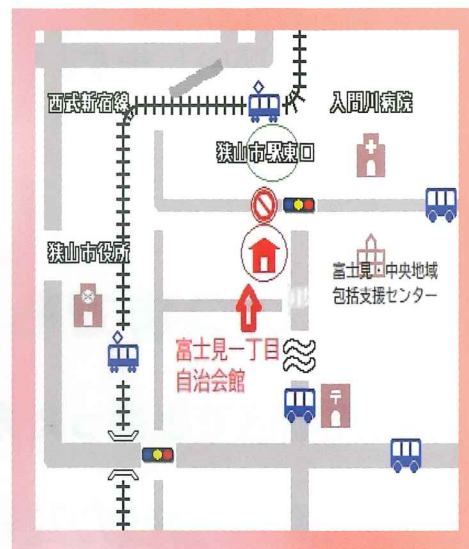 西武新宿線
入間川病院
狭山市駅東口
狭山市役所
富士見・中央地域
包括支援センター
富士見一丁目
自治会館
〒